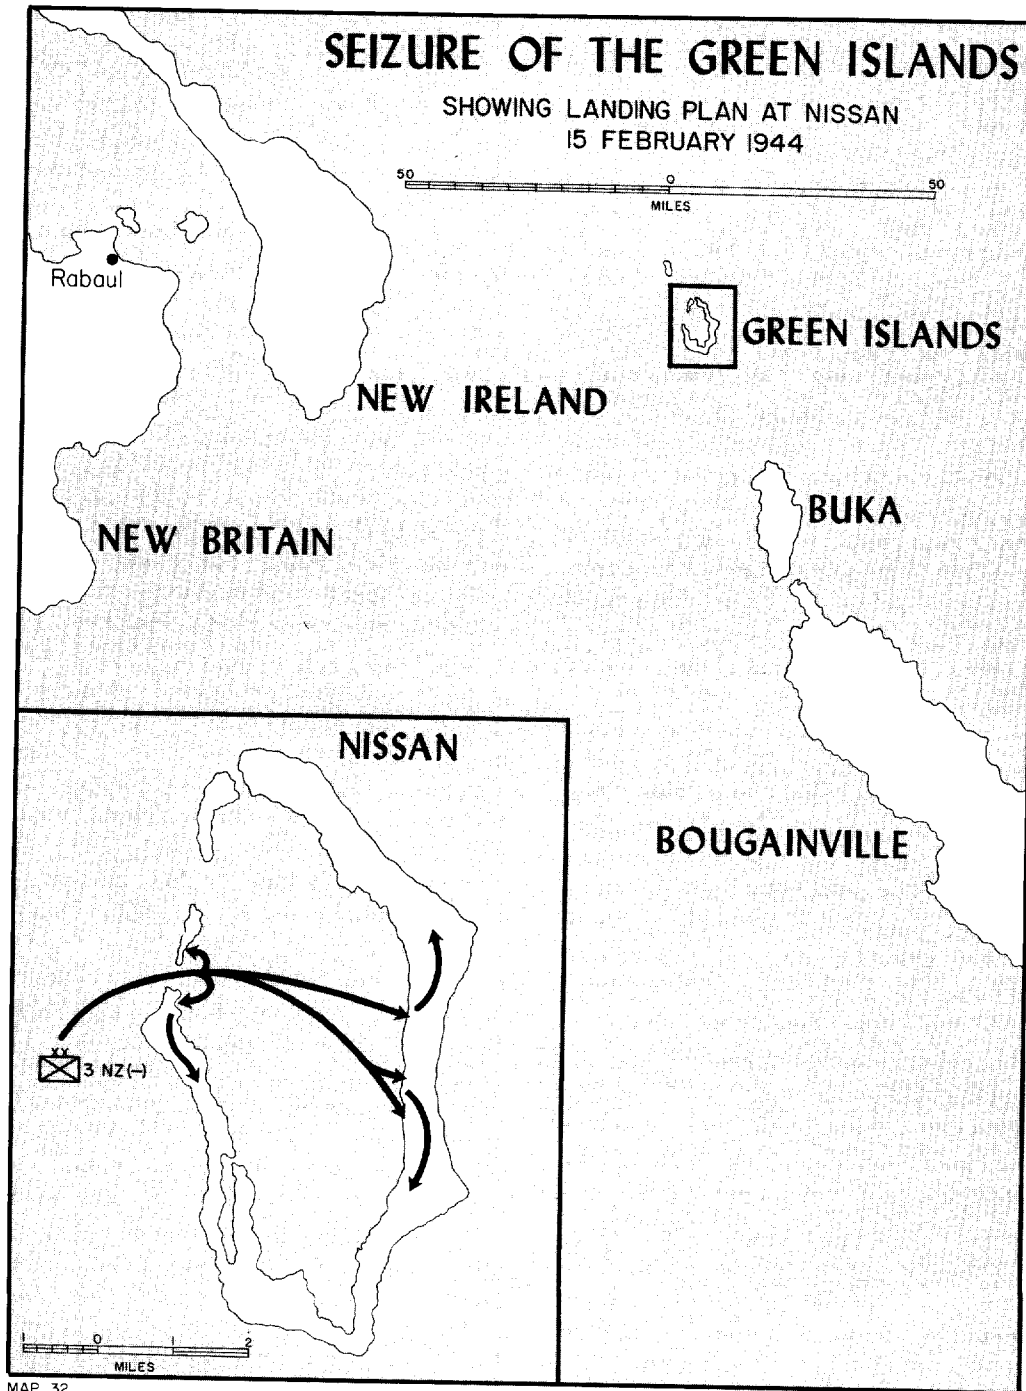 SEIZURE OF THE GREEN ISLANDS
SHOWING LANDING PLAN AT NISSAN
15 FEBRUARY 1944
50 0 50
MILES
Rabaul
GREEN ISLANDS
NEW IRELAND
BUKA
NEW BRITAIN
NISSAN
BOUGAINVILLE
XX
3 NZ(–)
1 0 1 2
MILES
MAP 32